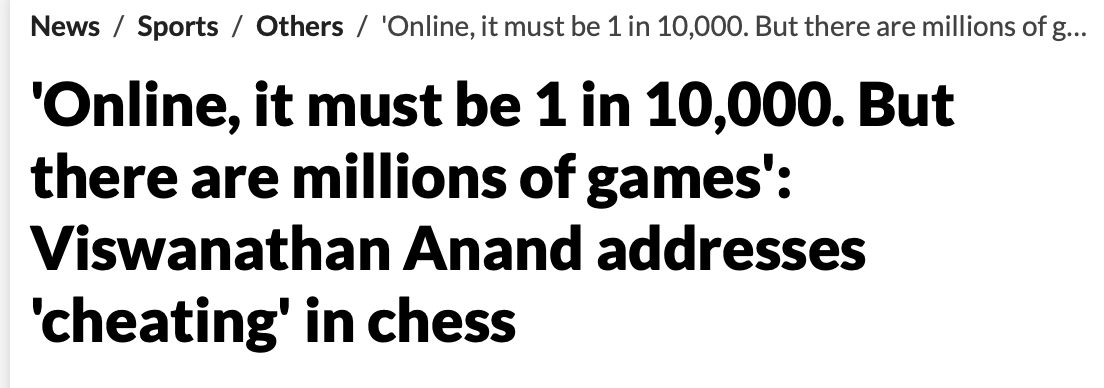 News / Sports / Others / 'Online, it must be 1 in 10,000. But there are millions of g...
'Online, it must be 1 in 10,000. But
there are millions of games':
Viswanathan Anand addresses
'cheating' in chess